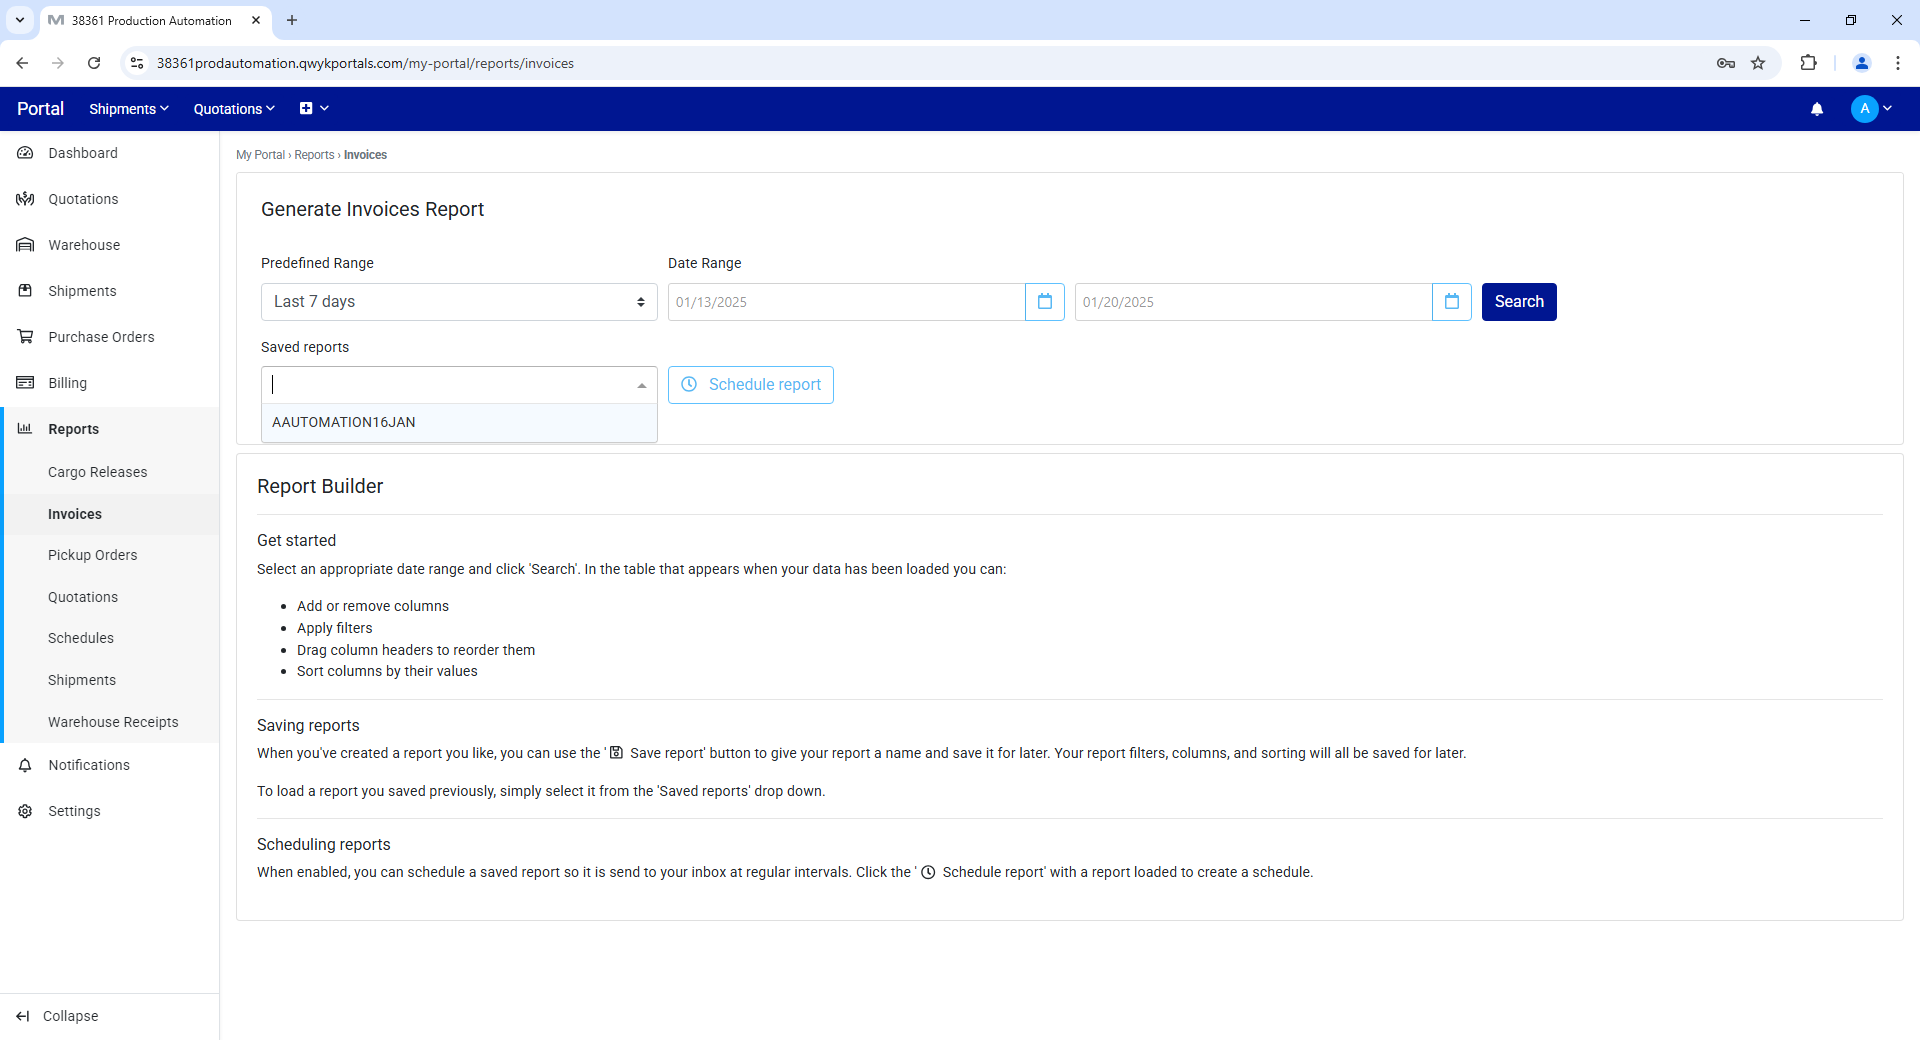 38361 Production Automation
38361prodautomation.qwykportals.com/my-portal/reports/invoices
Portal
Shipments
Quotations
A
Dashboard
Quotations
Warehouse
Shipments
Purchase Orders
Billing
Reports
Cargo Releases
Invoices
Pickup Orders
Quotations
Schedules
Shipments
Warehouse Receipts
Notifications
Settings
Collapse
My Portal › Reports › Invoices
Generate Invoices Report
Predefined Range
Date Range
Last 7 days
01/13/2025
01/20/2025
Search
Saved reports
Schedule report
AAUTOMATION16JAN
Report Builder
Get started
Select an appropriate date range and click 'Search'. In the table that appears when your data has been loaded you can:
• Add or remove columns
• Apply filters
• Drag column headers to reorder them
• Sort columns by their values
Saving reports
When you've created a report you like, you can use the ' Save report' button to give your report a name and save it for later. Your report filters, columns, and sorting will all be saved for later.
To load a report you saved previously, simply select it from the 'Saved reports' drop down.
Scheduling reports
When enabled, you can schedule a saved report so it is send to your inbox at regular intervals. Click the ' Schedule report' with a report loaded to create a schedule.